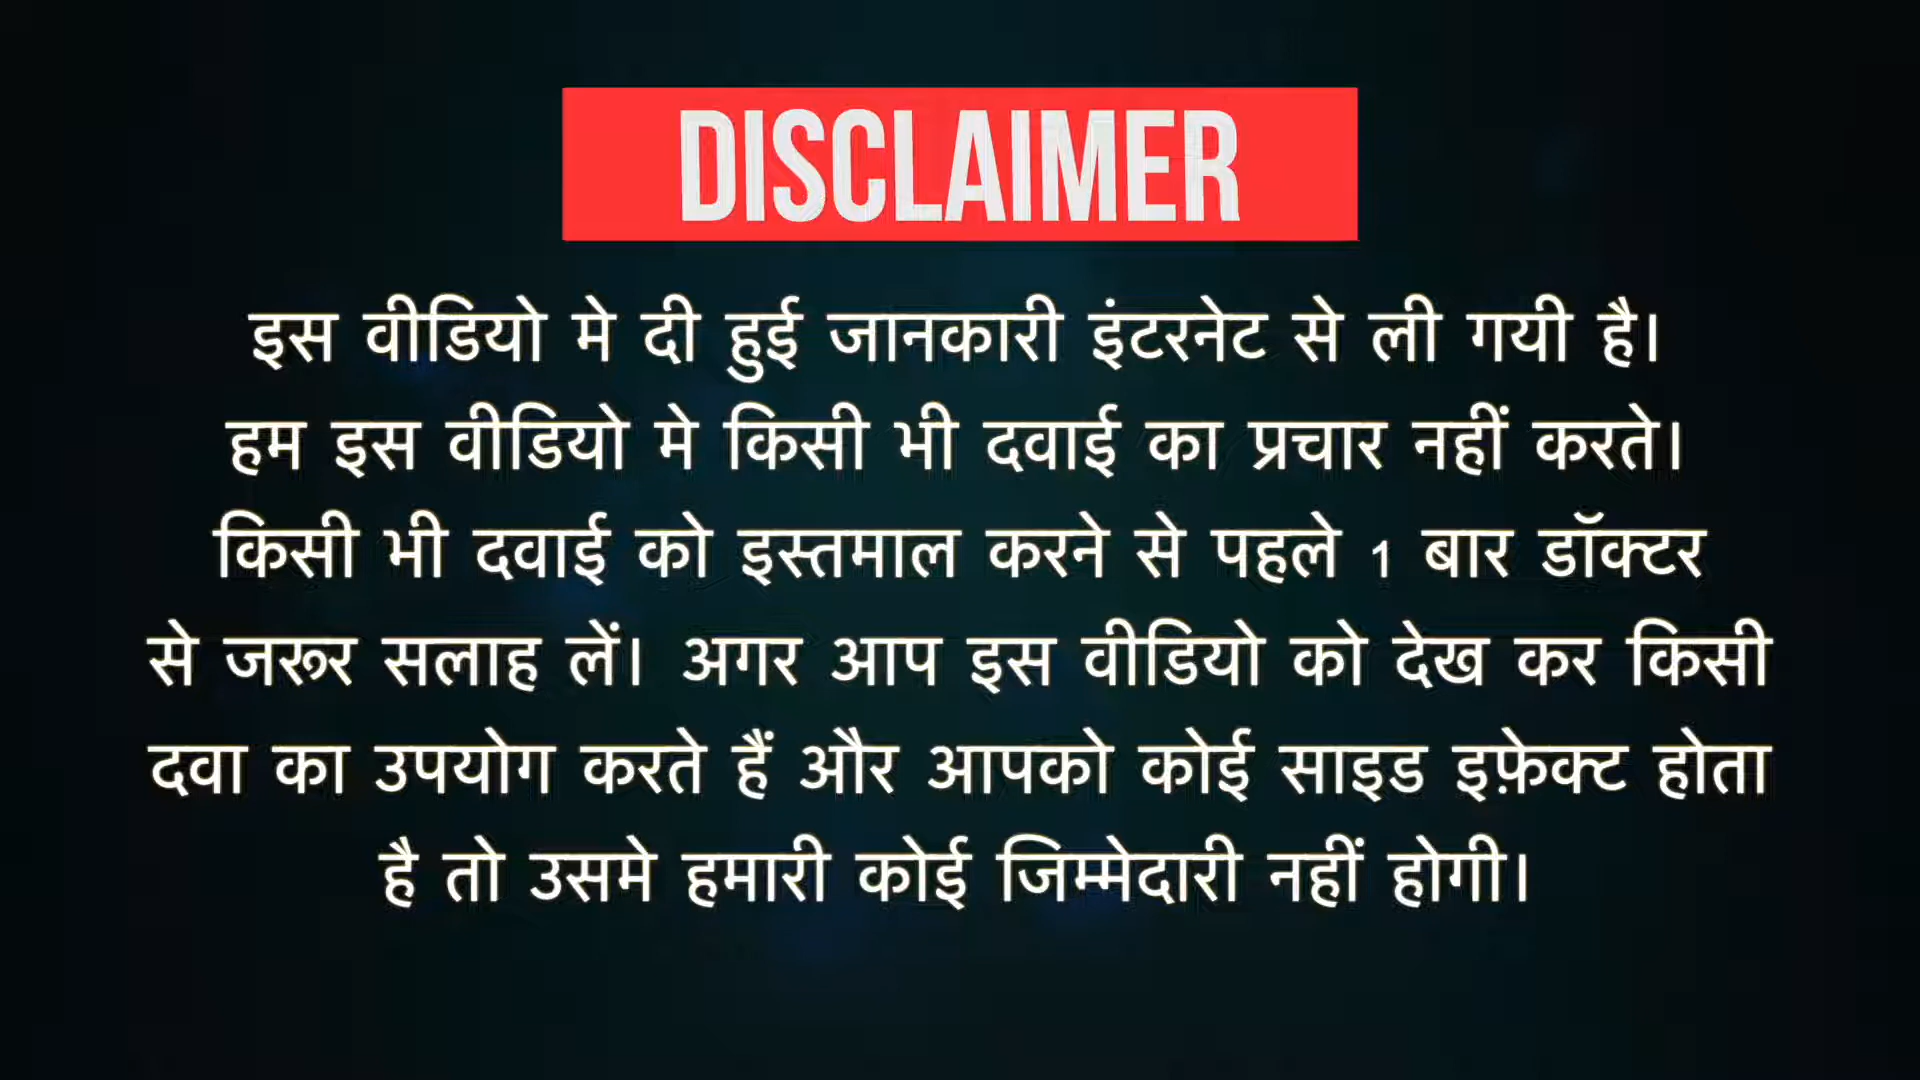 DISCLAIMER
इस वीडियो मे दी हुई जानकारी इंटरनेट से ली गयी है।
हम इस वीडियो मे किसी भी दवाई का प्रचार नहीं करते।
किसी भी दवाई को इस्तमाल करने से पहले 1 बार डॉक्टर
से जरूर सलाह लें। अगर आप इस वीडियो को देख कर किसी
दवा का उपयोग करते हैं और आपको कोई साइड इफ़ेक्ट होता
है तो उसमे हमारी कोई जिम्मेदारी नहीं होगी।